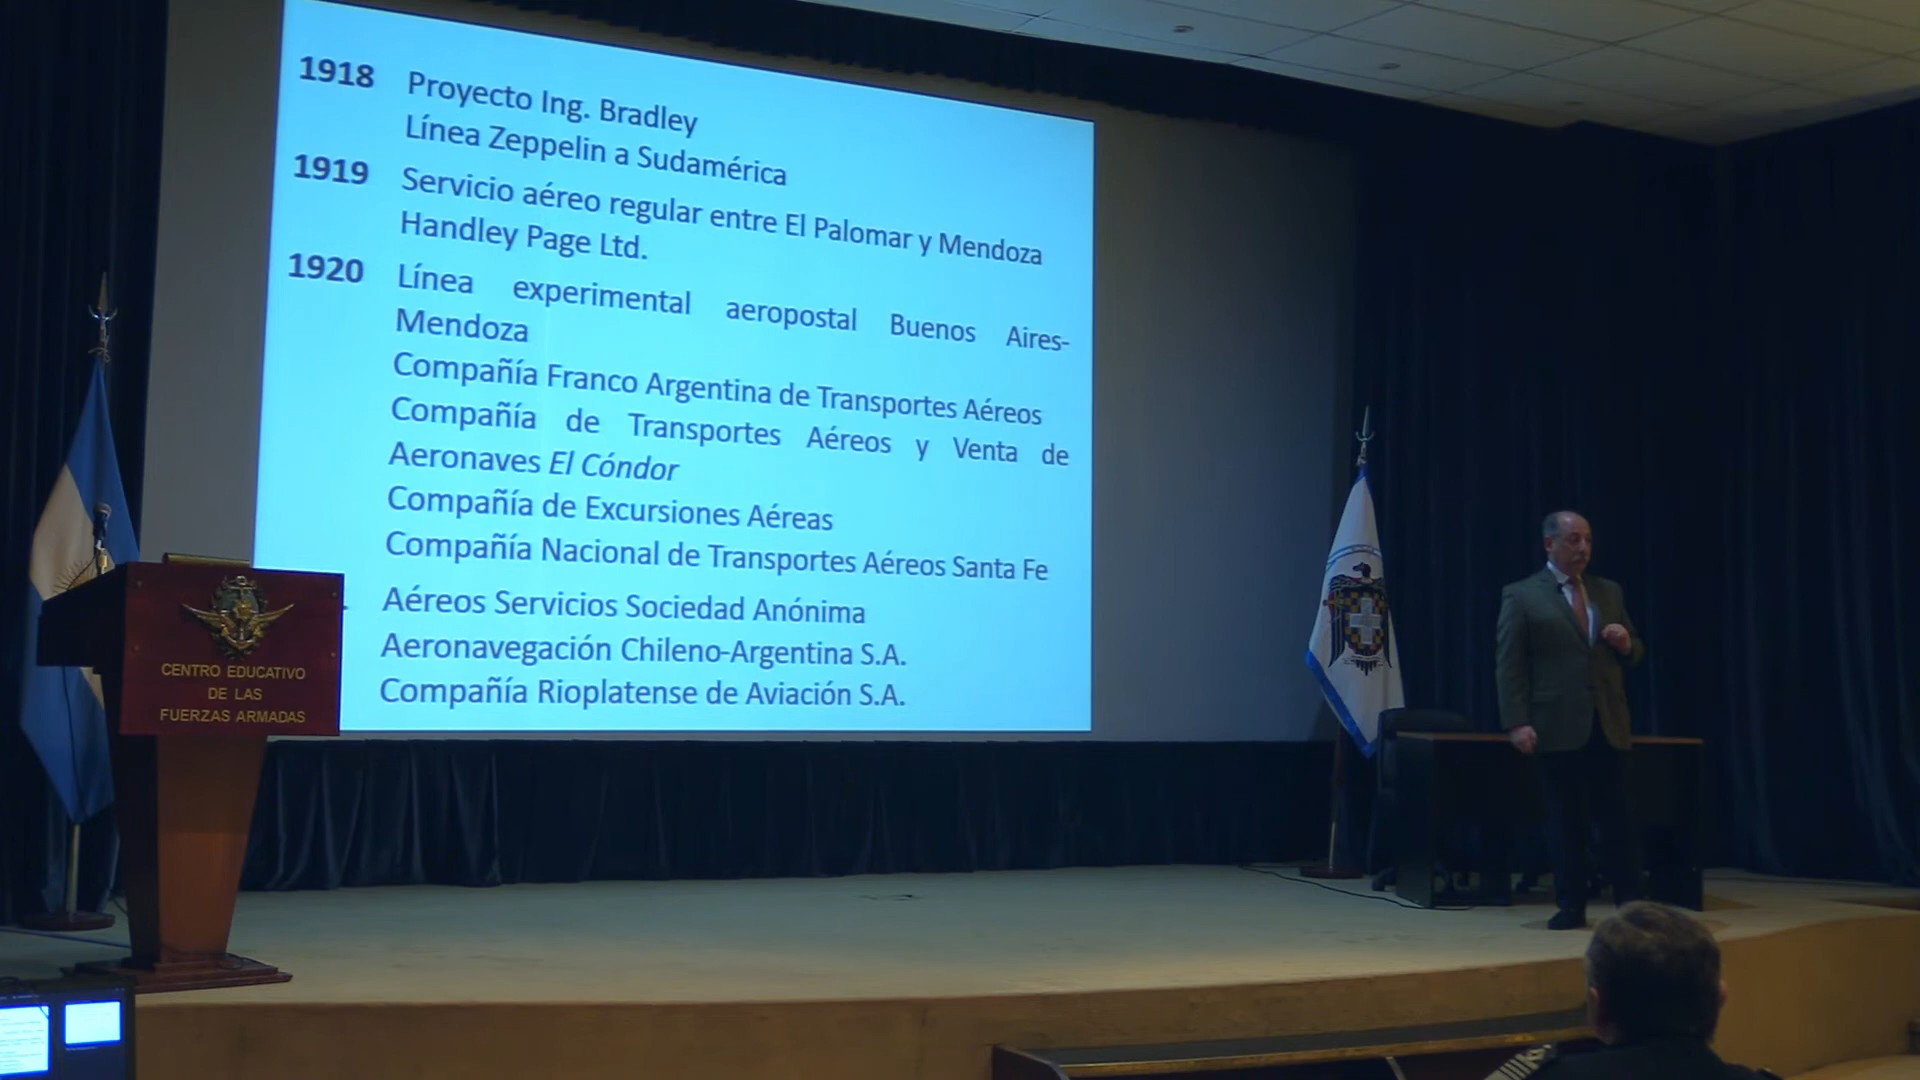 1918 Proyecto Ing. Bradley
Línea Zeppelin a Sudamérica
1919 Servicio aéreo regular entre El Palomar y Mendoza
Handley Page Ltd.
1920 Línea experimental aeropostal Buenos Aires-
Mendoza
Compañía Franco Argentina de Transportes Aéreos
Compañía de Transportes Aéreos y Venta de
Aeronaves El Cóndor
Compañía de Excursiones Aéreas
Compañía Nacional de Transportes Aéreos Santa Fe
Aéreos Servicios Sociedad Anónima
Aeronavegación Chileno-Argentina S.A.
Compañía Rioplatense de Aviación S.A.
CENTRO EDUCATIVO
DE LAS
FUERZAS ARMADAS